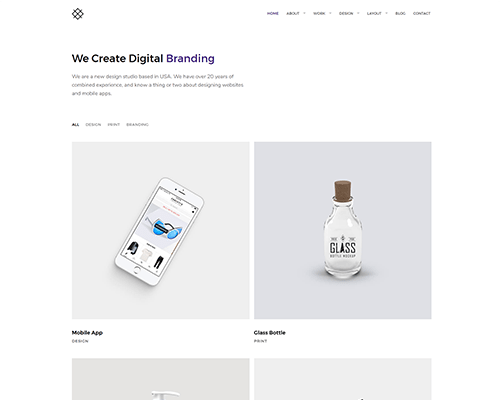 HOME ABOUT WORK DESIGN LAYOUT BLOG CONTACT
We Create Digital Branding
We are a new design studio based in USA. We have over 20 years of
combined experience, and know a thing or two about designing websites
and mobile apps.
ALL DESIGN PRINT BRANDING
GLASS
BOTTLE MOCKUP
Mobile App
DESIGN
Glass Bottle
PRINT